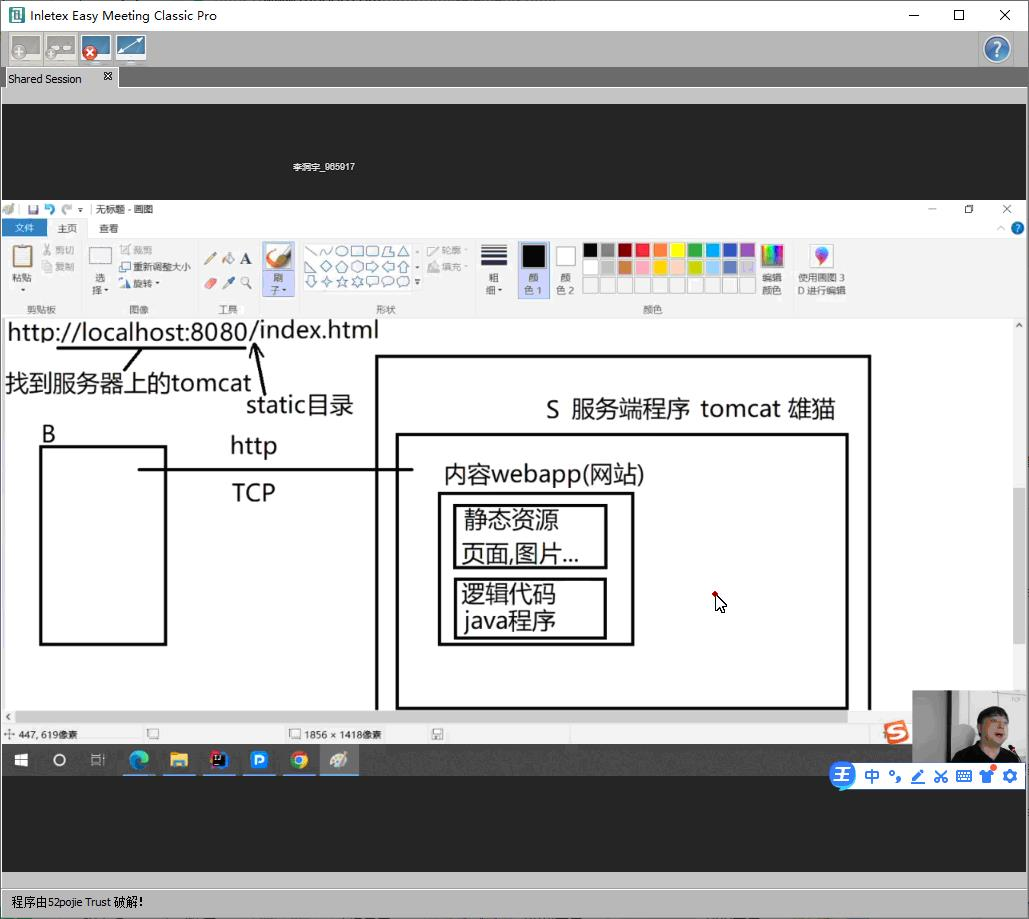 Inletex Easy Meeting Classic Pro
Shared Session
李洞宇_965917
无标题 - 画图
文件 主页 查看
粘贴
剪切
复制
剪贴板
选择
裁剪
重新调整大小
旋转
图像
A
工具
刷子
形状
轮廓
填充
粗细
颜色 1
颜色 2
颜色
编辑颜色
使用画图 3D 进行编辑
http://localhost:8080/index.html
找到服务器上的tomcat
static目录
S 服务端程序 tomcat 雄猫
B
http
TCP
内容webapp(网站)
静态资源
页面,图片...
逻辑代码
java程序
447, 619像素
1856 × 1418像素
王 中
程序由52pojie Trust 破解!